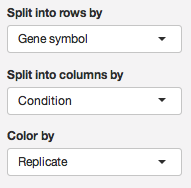 Split into rows by
Gene symbol
Split into columns by
Condition
Color by
Replicate